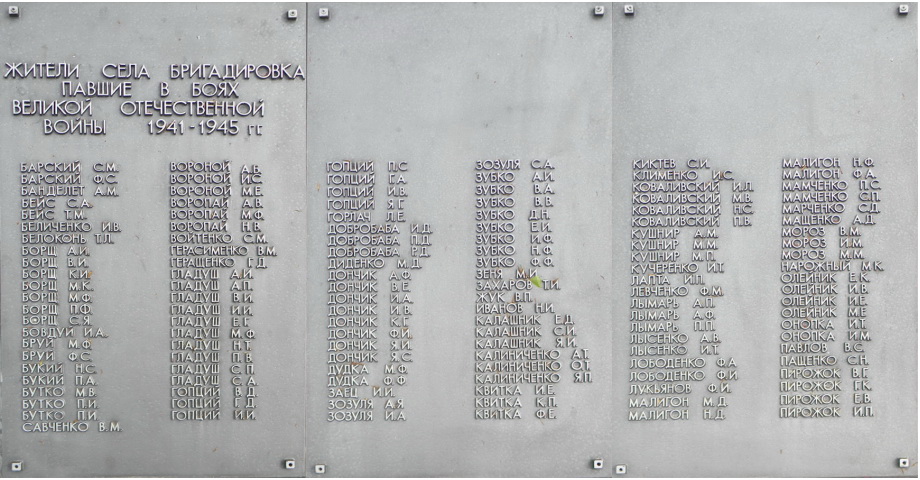 ЖИТЕЛИ СЕЛА БРИГАДИРОВКА
ПАВШИЕ В БОЯХ
ВЕЛИКОЙ ОТЕЧЕСТВЕННОЙ
ВОЙНЫ 1941-1945 ГГ.
БАРСКИЙ С.М.
БАРСКИЙ Ф.С.
БАНДЕЛЕТ А.М.
БЕЙС С.А.
БЕЙС Т.М.
БЕЛИЧЕНКО И.В.
БЕЛОКОНЬ Т.Л.
БОРЩ А.И.
БОРЩ В.И.
БОРЩ К.И.
БОРЩ М.К.
БОРЩ М.Ф.
БОРЩ П.Ф.
БОРЩ С.Я.
БОВДУЙ И.А.
БРУЙ М.Ф.
БРУЙ Ф.С.
БУКИЙ Н.С.
БУКИЙ П.А.
БУТКО М.В.
БУТКО Н.И.
БУТКО П.И.
САВЧЕНКО В.М.
ВОРОНОЙ А.В.
ВОРОНОЙ И.С.
ВОРОНОЙ М.Е.
ВОРОПАЙ А.В.
ВОРОПАЙ М.Ф.
ВОРОПАЙ Н.В.
ВОЙТЕНКО С.М.
ГЕРАСИМЕНКО В.М.
ГЕРАЩЕНКО Г.Д.
ГЛАДУШ А.И.
ГЛАДУШ А.П.
ГЛАДУШ В.И.
ГЛАДУШ Г.И.
ГЛАДУШ Е.Г.
ГЛАДУШ М.Ф.
ГЛАДУШ Н.Г.
ГЛАДУШ П.В.
ГЛАДУШ С.П.
ГЛАДУШ С.А.
ГОПЦИЙ В.Д.
ГОПЦИЙ Г.Д.
ГОПЦИЙ И.И.
ГОПЦИЙ П.С.
ГОПЦИЙ Г.А.
ГОПЦИЙ И.В.
ГОПЦИЙ Я.Г.
ГОРЛАЧ Л.Е.
ДОБРОБАБА И.Д.
ДОБРОБАБА П.Д.
ДОБРОБАБА Р.Д.
ДИДЕНКО М.Д.
ДОНЧИК А.Ф.
ДОНЧИК В.Е.
ДОНЧИК И.А.
ДОНЧИК И.В.
ДОНЧИК К.Г.
ДОНЧИК Ф.И.
ДОНЧИК Я.И.
ДОНЧИК Я.С.
ДУДКА М.Ф.
ДУДКА Ф.Ф.
ЗАЕЦ И.И.
ЗОЗУЛЯ А.Я.
ЗОЗУЛЯ И.А.
ЗОЗУЛЯ С.А.
ЗУБКО А.И.
ЗУБКО В.А.
ЗУБКО В.В.
ЗУБКО Д.Н.
ЗУБКО Е.И.
ЗУБКО И.Ф.
ЗУБКО Н.Ф.
ЗУБКО Ф.Ф.
ЗЕНЯ М.И.
ЗАХАРОВ Т.И.
ЖУК В.П.
ИВАНОВ Н.И.
КАЛАШНИК Е.Д.
КАЛАШНИК С.И.
КАЛАШНИК Я.И.
КАЛИНИЧЕНКО А.Т.
КАЛИНИЧЕНКО О.Т.
КАЛИНИЧЕНКО Я.П.
КВИТКА И.Е.
КВИТКА К.П.
КВИТКА Ф.Е.
КИКТЕВ С.И.
КЛИМЕНКО И.С.
КОВАЛИВСКИЙ И.Л.
КОВАЛИВСКИЙ М.В.
КОВАЛИВСКИЙ Н.С.
КОВАЛИВСКИЙ П.В.
КУШНИР А.М.
КУШНИР М.М.
КУШНИР М.П.
КУЧЕРЕНКО И.Т.
ЛАПТА И.П.
ЛЕВЧЕНКО Ф.М.
ЛЫМАРЬ А.П.
ЛЫМАРЬ А.Ф.
ЛЫМАРЬ П.П.
ЛЫСЕНКО А.В.
ЛЫСЕНКО И.Т.
ЛОБОДЕНКО Ф.А.
ЛОБОДЕНКО Ф.И.
ЛУКЬЯНОВ Ф.И.
МАЛИГОН М.Д.
МАЛИГОН Н.Д.
МАЛИГОН Н.Ф.
МАЛИГОН Ф.А.
МАМЧЕНКО П.С.
МАМЧЕНКО С.П.
МАРЧЕНКО С.Д.
МАЩЕНКО А.Д.
МОРОЗ В.М.
МОРОЗ И.М.
МОРОЗ М.М.
НАРОЖНЫЙ М.К.
ОЛЕЙНИК Е.К.
ОЛЕЙНИК И.В.
ОЛЕЙНИК И.Е.
ОЛЕЙНИК М.Е.
ОНОПКА И.Т.
ОНОПКА И.М.
ПАВЛОВ В.С.
ПАЩЕНКО С.Н.
ПИРОЖОК В.Г.
ПИРОЖОК Г.К.
ПИРОЖОК Е.В.
ПИРОЖОК И.П.